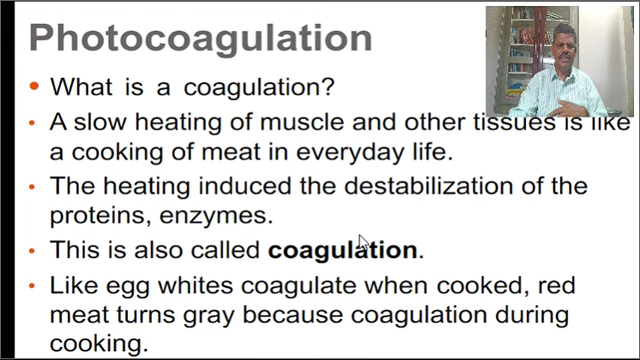 Photocoagulation
• What is a coagulation?
• A slow heating of muscle and other tissues is like
a cooking of meat in everyday life.
• The heating induced the destabilization of the
proteins, enzymes.
• This is also called coagulation.
• Like egg whites coagulate when cooked, red
meat turns gray because coagulation during
cooking.